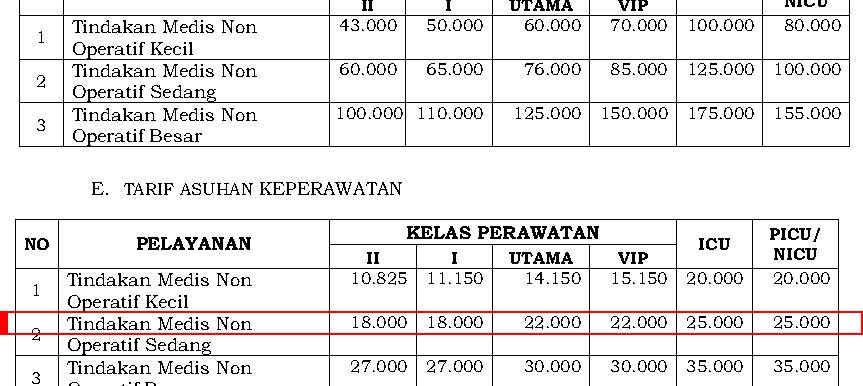 II I UTAMA VIP NICU
1 Tindakan Medis Non Operatif Kecil 43.000 50.000 60.000 70.000 100.000 80.000
2 Tindakan Medis Non Operatif Sedang 60.000 65.000 76.000 85.000 125.000 100.000
3 Tindakan Medis Non Operatif Besar 100.000 110.000 125.000 150.000 175.000 155.000
E. TARIF ASUHAN KEPERAWATAN
NO PELAYANAN KELAS PERAWATAN ICU PICU/ NICU
II I UTAMA VIP
1 Tindakan Medis Non Operatif Kecil 10.825 11.150 14.150 15.150 20.000 20.000
2 Tindakan Medis Non Operatif Sedang 18.000 18.000 22.000 22.000 25.000 25.000
3 Tindakan Medis Non 27.000 27.000 30.000 30.000 35.000 35.000